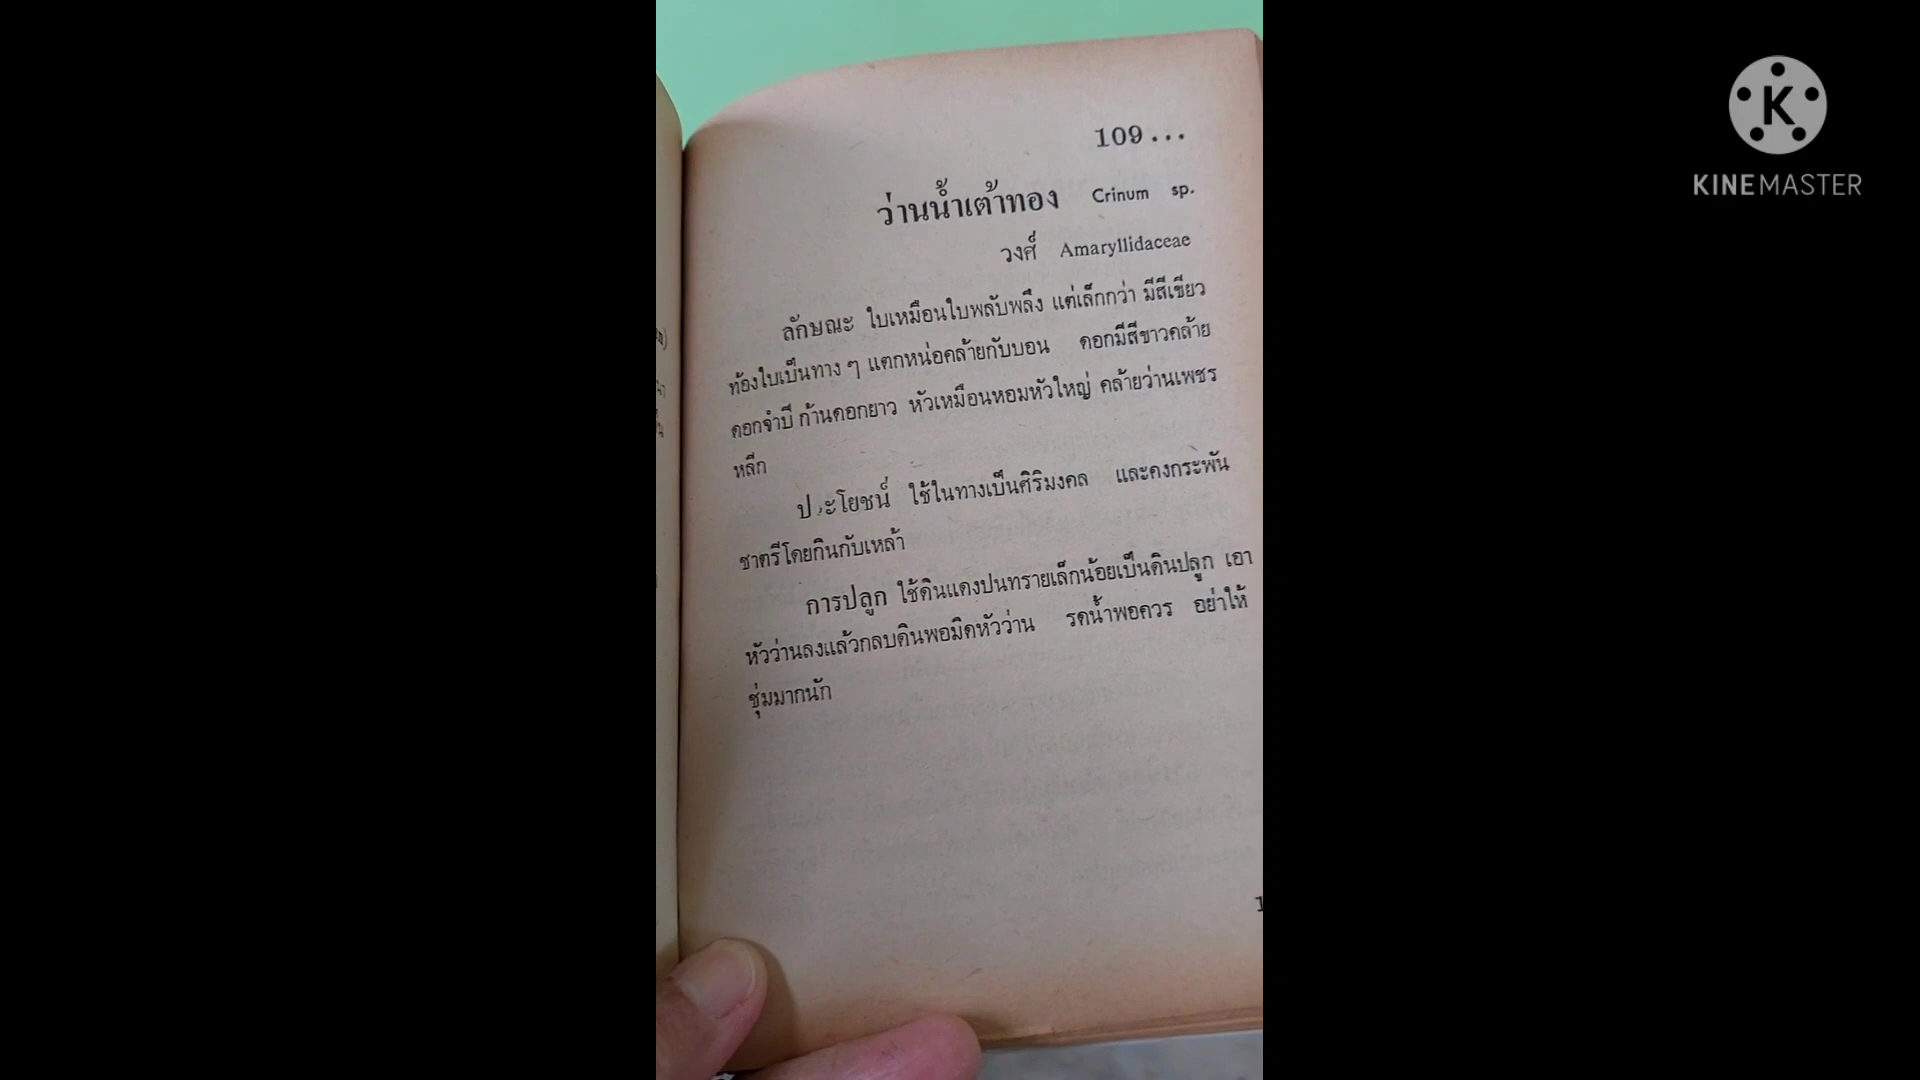 109...
ว่านน้ำเต้าทอง Crinum sp.
วงศ์ Amaryllidaceae
ลักษณะ ใบเหมือนใบพลับพลึง แต่เล็กกว่า มีสีเขียว
ท้องใบเป็นทาง ๆ แตกหน่อคล้ายกับบอน ดอกมีสีขาวคล้าย
ดอกจำปี ก้านดอกยาว หัวเหมือนหอมหัวใหญ่ คล้ายว่านเพชร
หลีก
ประโยชน์ ใช้ในทางเป็นศิริมงคล และคงกระพัน
ชาตรีโดยกินกับเหล้า
การปลูก ใช้ดินแดงปนทรายเล็กน้อยเป็นดินปลูก เอา
หัวว่านลงแล้วกลบดินพอมิดหัวว่าน รดน้ำพอควร อย่าให้
ชุ่มมากนัก
KINEMASTER